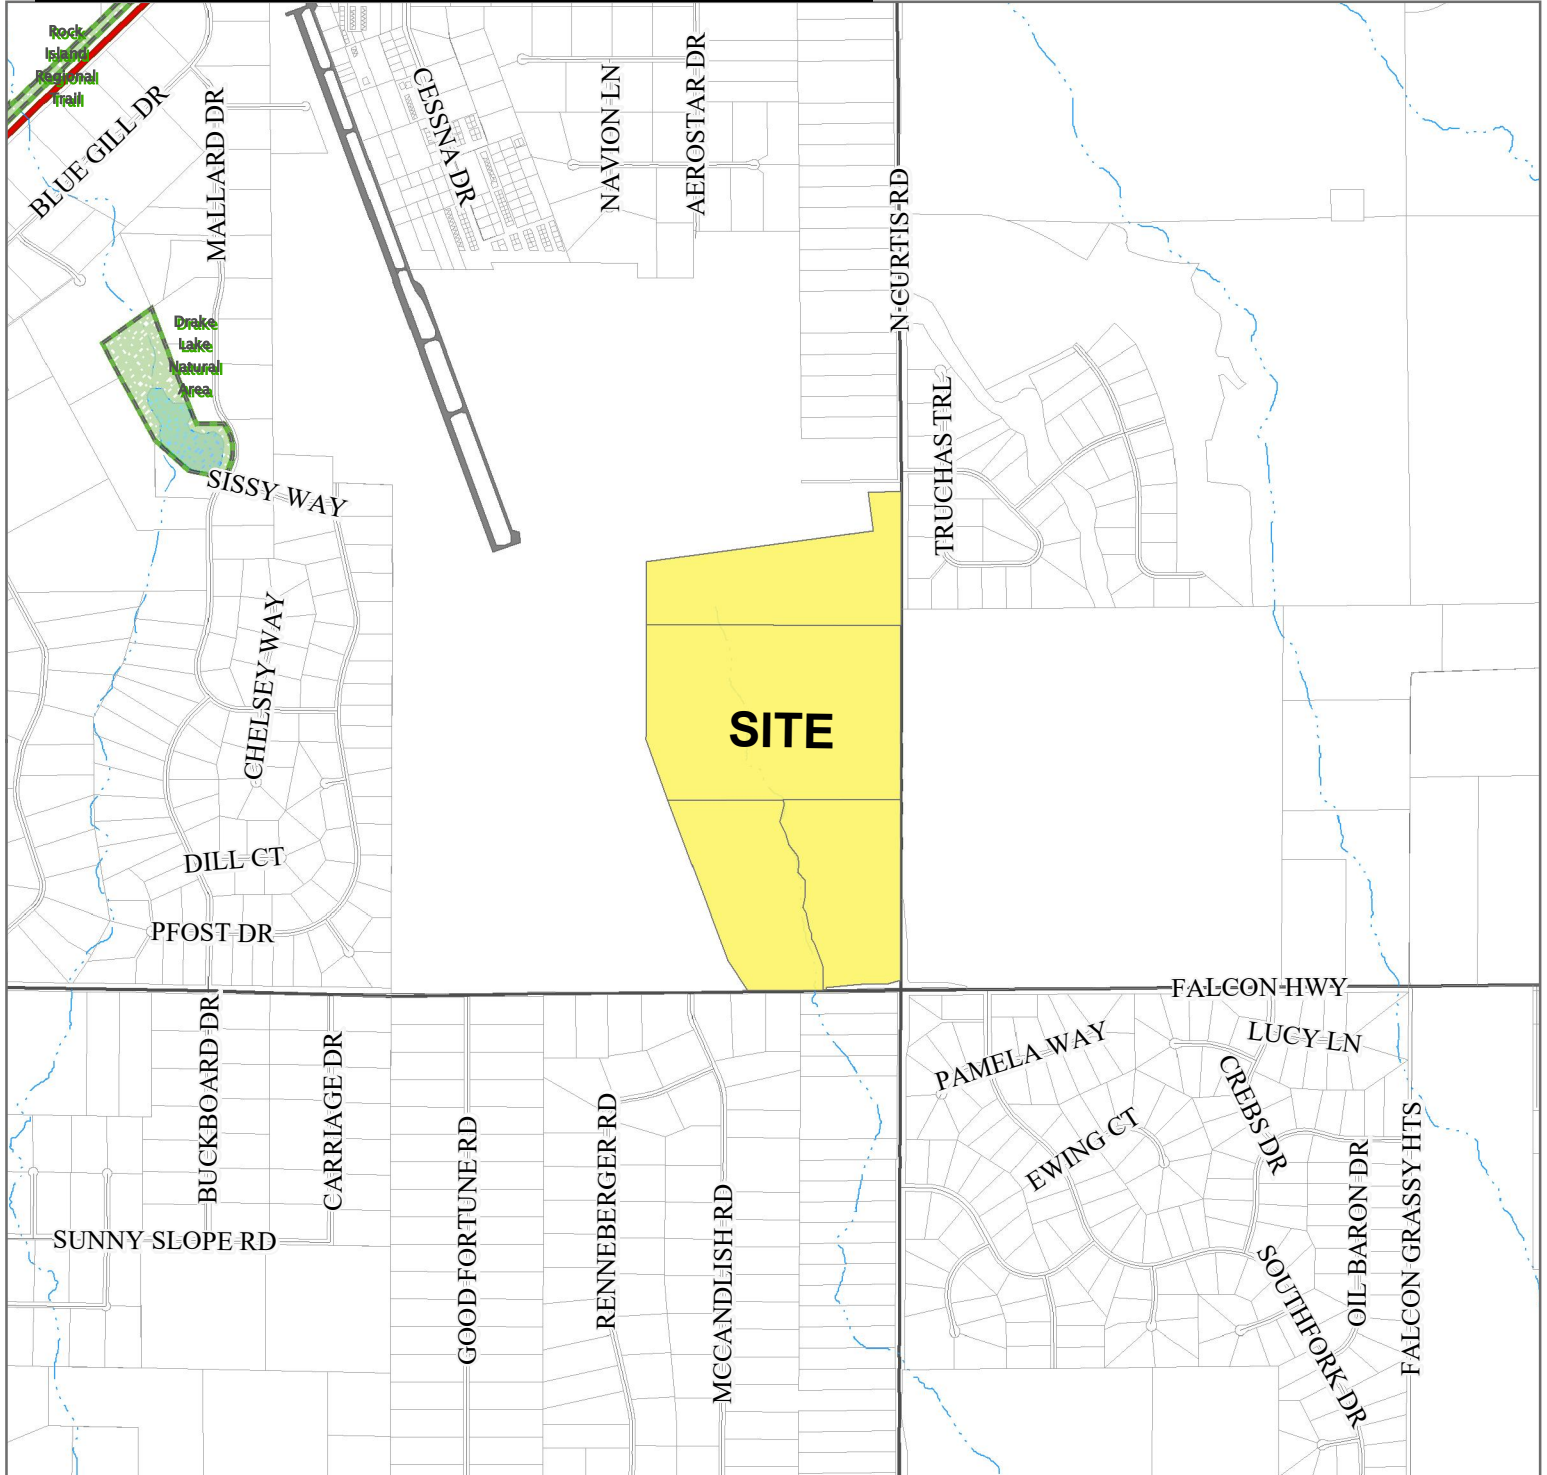 Rock
Island
Regional
Trail
BLUE GILL DR
MALLARD DR
CESSNA DR
NAVION LN
AEROSTAR DR
N CURTIS RD
Drake
Lake
Natural
Area
SISSY WAY
TRUCHAS TRL
CHELSEY WAY
SITE
DILL CT
PFOST DR
FALCON HWY
BUCKBOARD DR
CARRIAGE DR
GOOD FORTUNE RD
RENNEBERGER RD
MCCANDLISH RD
PAMELA WAY
LUCY LN
CREBS DR
EWING CT
OIL BARON DR
FALCON GRASSY HTS
SUNNY SLOPE RD
SOUTHFORK DR